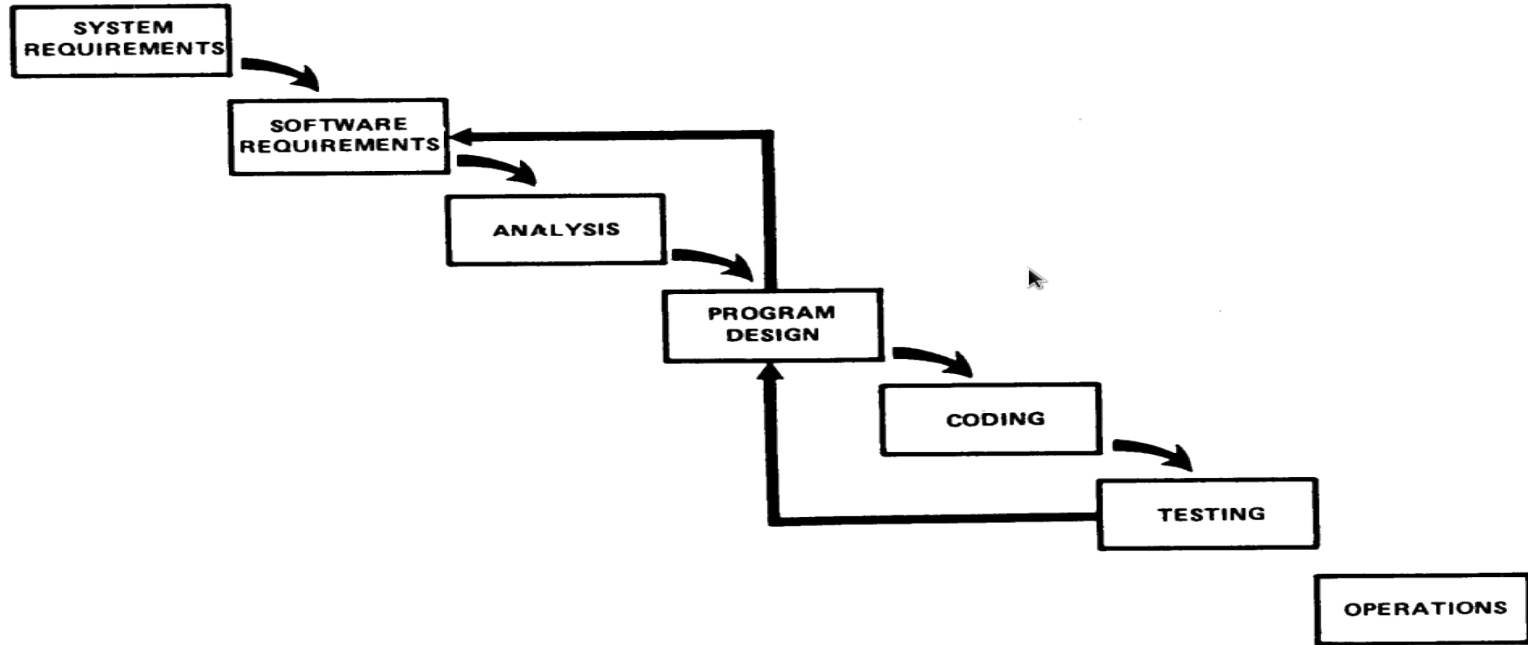 SYSTEM
REQUIREMENTS
SOFTWARE
REQUIREMENTS
ANALYSIS
PROGRAM
DESIGN
CODING
TESTING
OPERATIONS